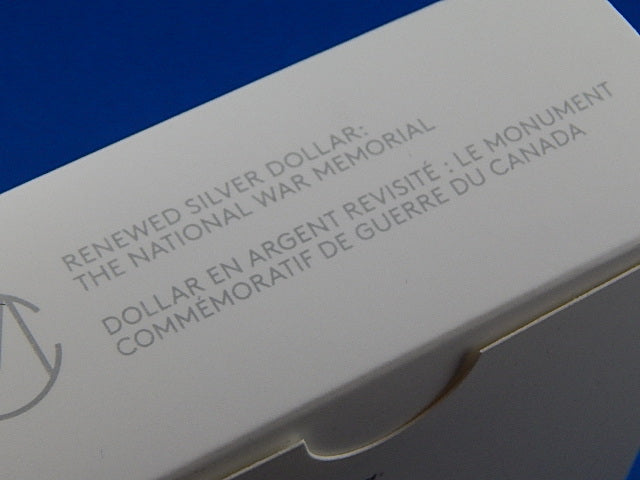 RENEWED SILVER DOLLAR:
THE NATIONAL WAR MEMORIAL
DOLLAR EN ARGENT REVISITÉ : LE MONUMENT
COMMÉMORATIF DE GUERRE DU CANADA